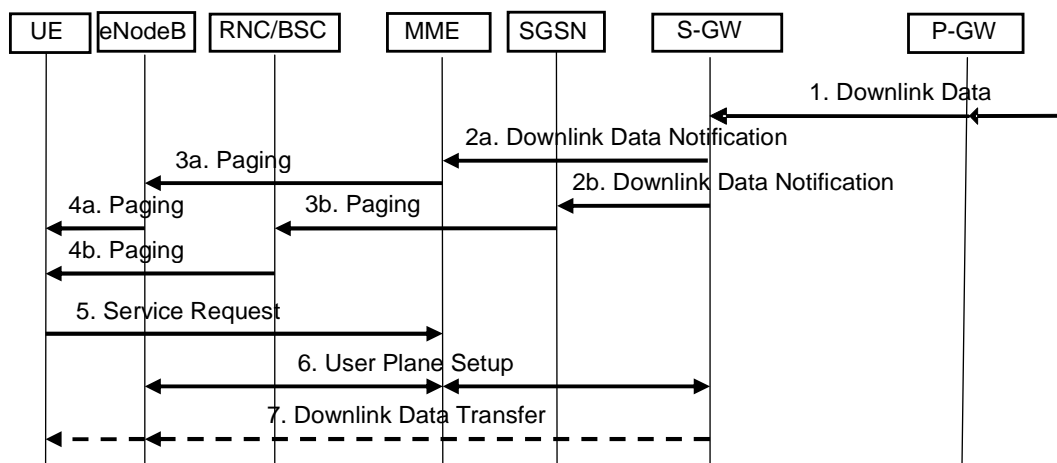 UE
eNodeB
RNC/BSC
MME
SGSN
S-GW
P-GW
1. Downlink Data
2a. Downlink Data Notification
3a. Paging
2b. Downlink Data Notification
4a. Paging
3b. Paging
4b. Paging
5. Service Request
6. User Plane Setup
7. Downlink Data Transfer